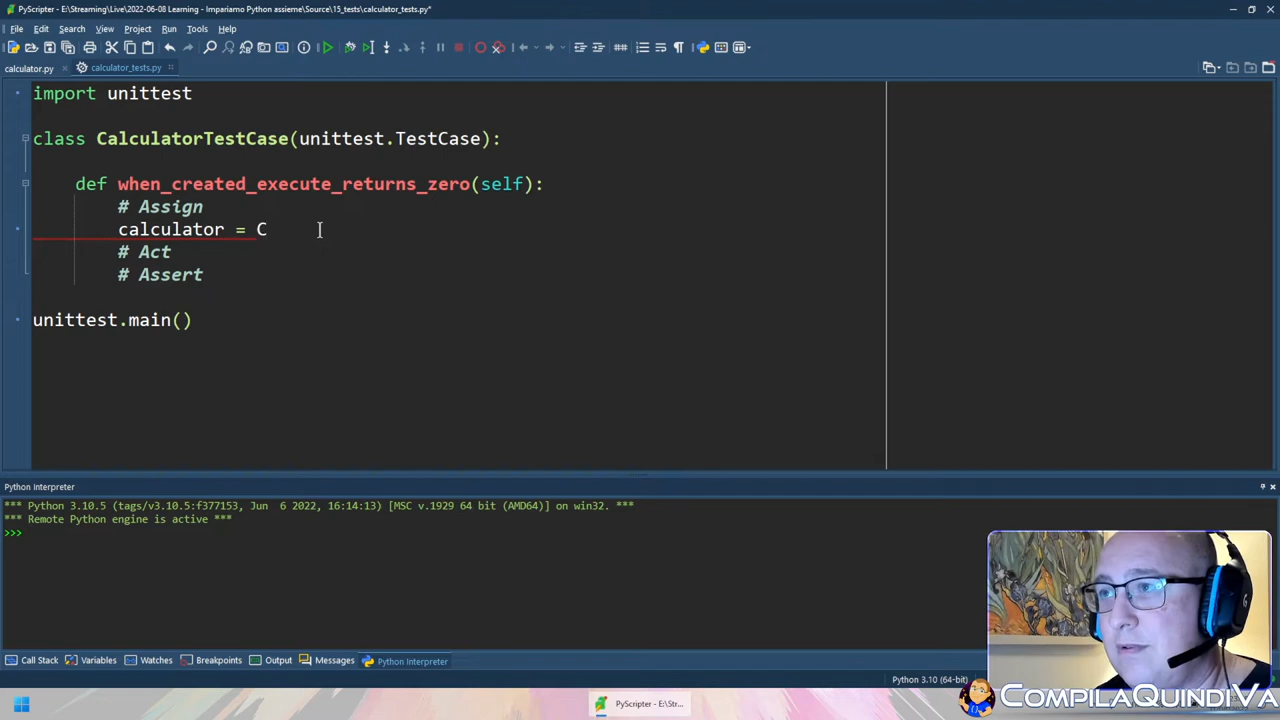 PyScripter - E:\Streaming\Live\2022-06-08 Learning - Impariamo Python assieme\Source\15_tests\calculator_tests.py*
File Edit Search View Project Run Tools Help
calculator.py × calculator_tests.py ×
import unittest
class CalculatorTestCase(unittest.TestCase):
def when_created_execute_returns_zero(self):
# Assign
calculator = C
# Act
# Assert
unittest.main()
Python Interpreter
*** Python 3.10.5 (tags/v3.10.5:f377153, Jun  6 2022, 16:14:13) [MSC v.1929 64 bit (AMD64)] on win32. ***
*** Remote Python engine is active ***
>>>
Call Stack Variables Watches Breakpoints Output Messages Python Interpreter
Python 3.10 (64-bit)
PyScripter - E:\Stre...
CompilaQuindiVa